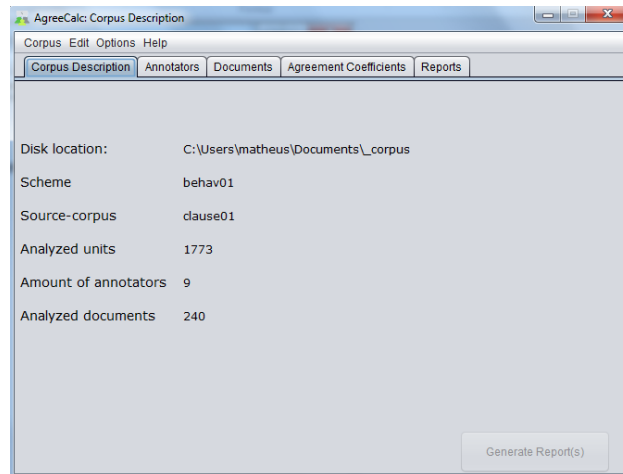 AgreeCalc: Corpus Description
Corpus Edit Options Help
Corpus Description Annotators Documents Agreement Coefficients Reports
Disk location: C:\Users\matheus\Documents\_corpus
Scheme behav01
Source-corpus clause01
Analyzed units 1773
Amount of annotators 9
Analyzed documents 240
Generate Report(s)